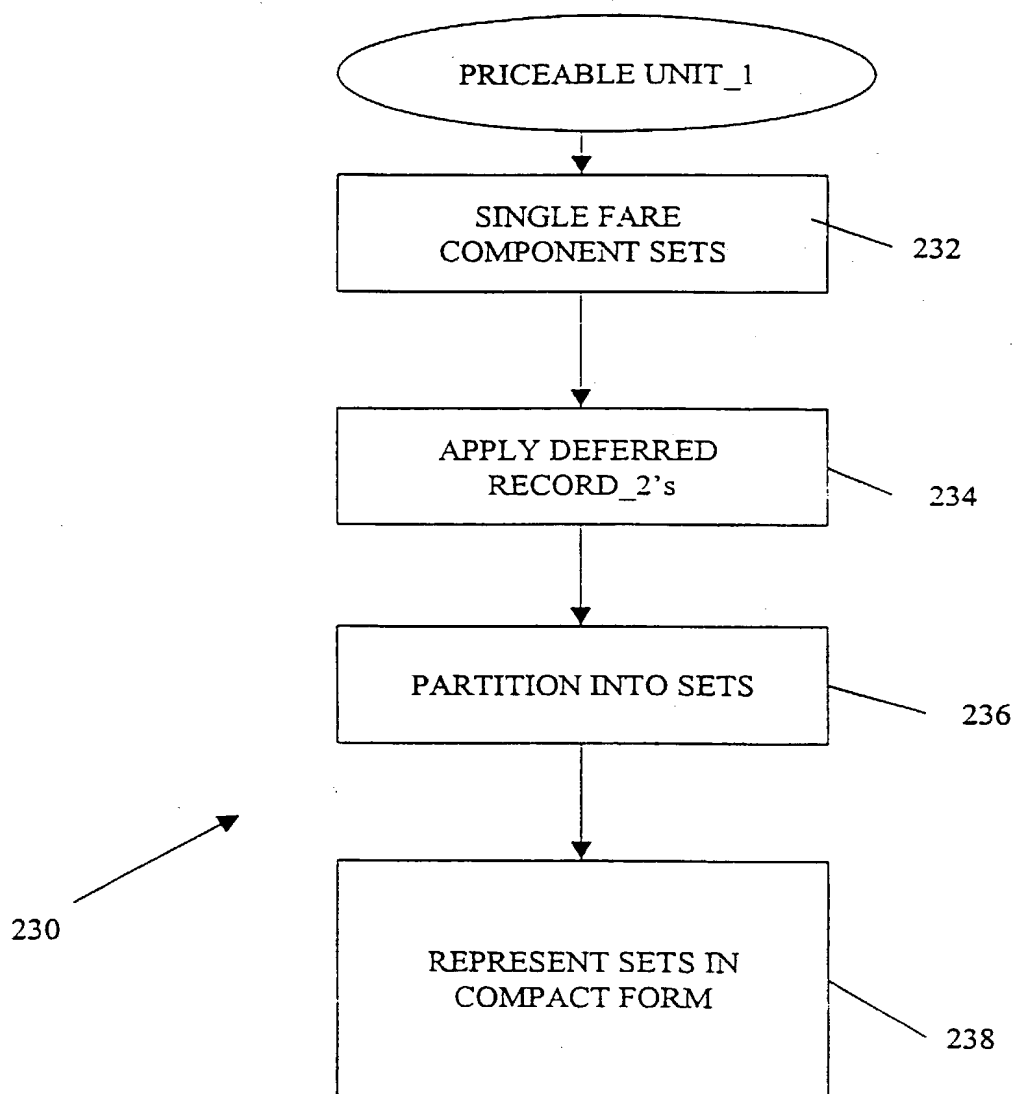 PRICEABLE UNIT_1
SINGLE FARE
COMPONENT SETS
232
APPLY DEFERRED
RECORD_2's
234
PARTITION INTO SETS
236
230
REPRESENT SETS IN
COMPACT FORM
238